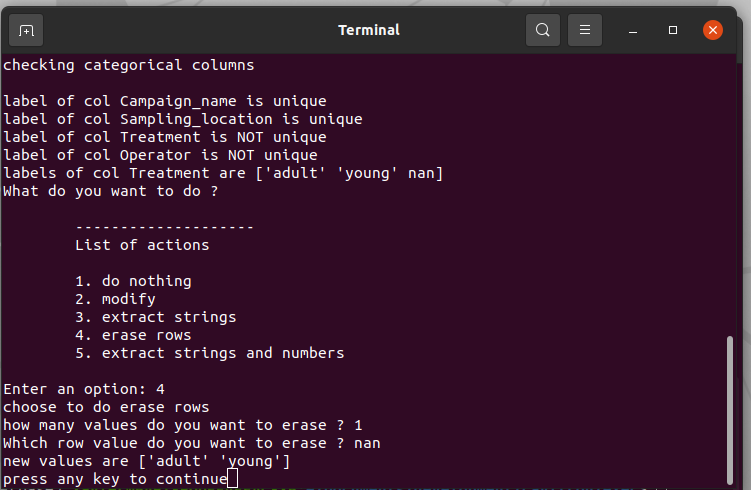 Terminal
checking categorical columns
label of col Campaign_name is unique
label of col Sampling_location is unique
label of col Treatment is NOT unique
label of col Operator is NOT unique
labels of col Treatment are ['adult' 'young' nan]
What do you want to do ?
--------------------
List of actions
1. do nothing
2. modify
3. extract strings
4. erase rows
5. extract strings and numbers
Enter an option: 4
choose to do erase rows
how many values do you want to erase ? 1
Which row value do you want to erase ? nan
new values are ['adult' 'young']
press any key to continue